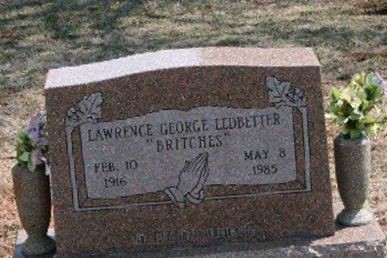 LAWRENCE GEORGE LEDBETTER
"BRITCHES"
FEB. 10 MAY 8
1916 1985